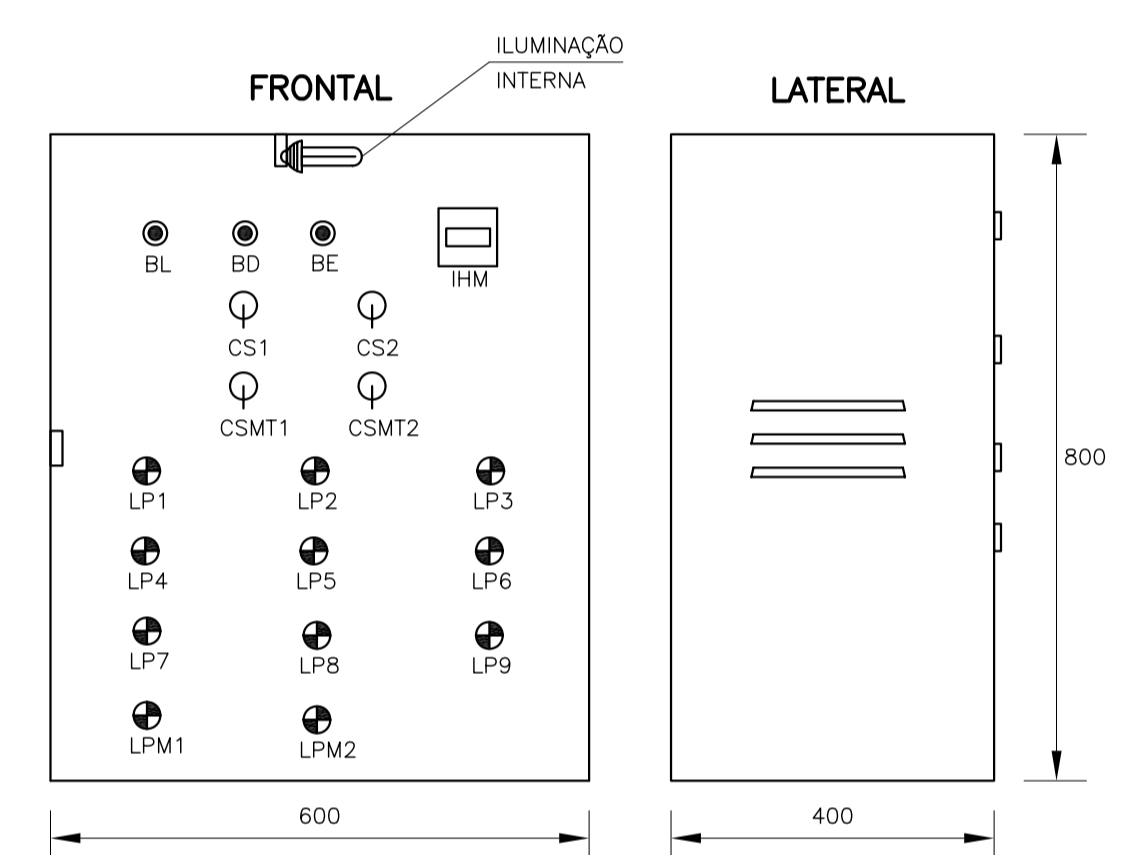 ILUMINAÇÃO
INTERNA
FRONTAL
LATERAL
BL
BD
BE
IHM
CS1
CS2
CSMT1
CSMT2
800
LP1
LP2
LP3
LP4
LP5
LP6
LP7
LP8
LP9
LPM1
LPM2
600
400